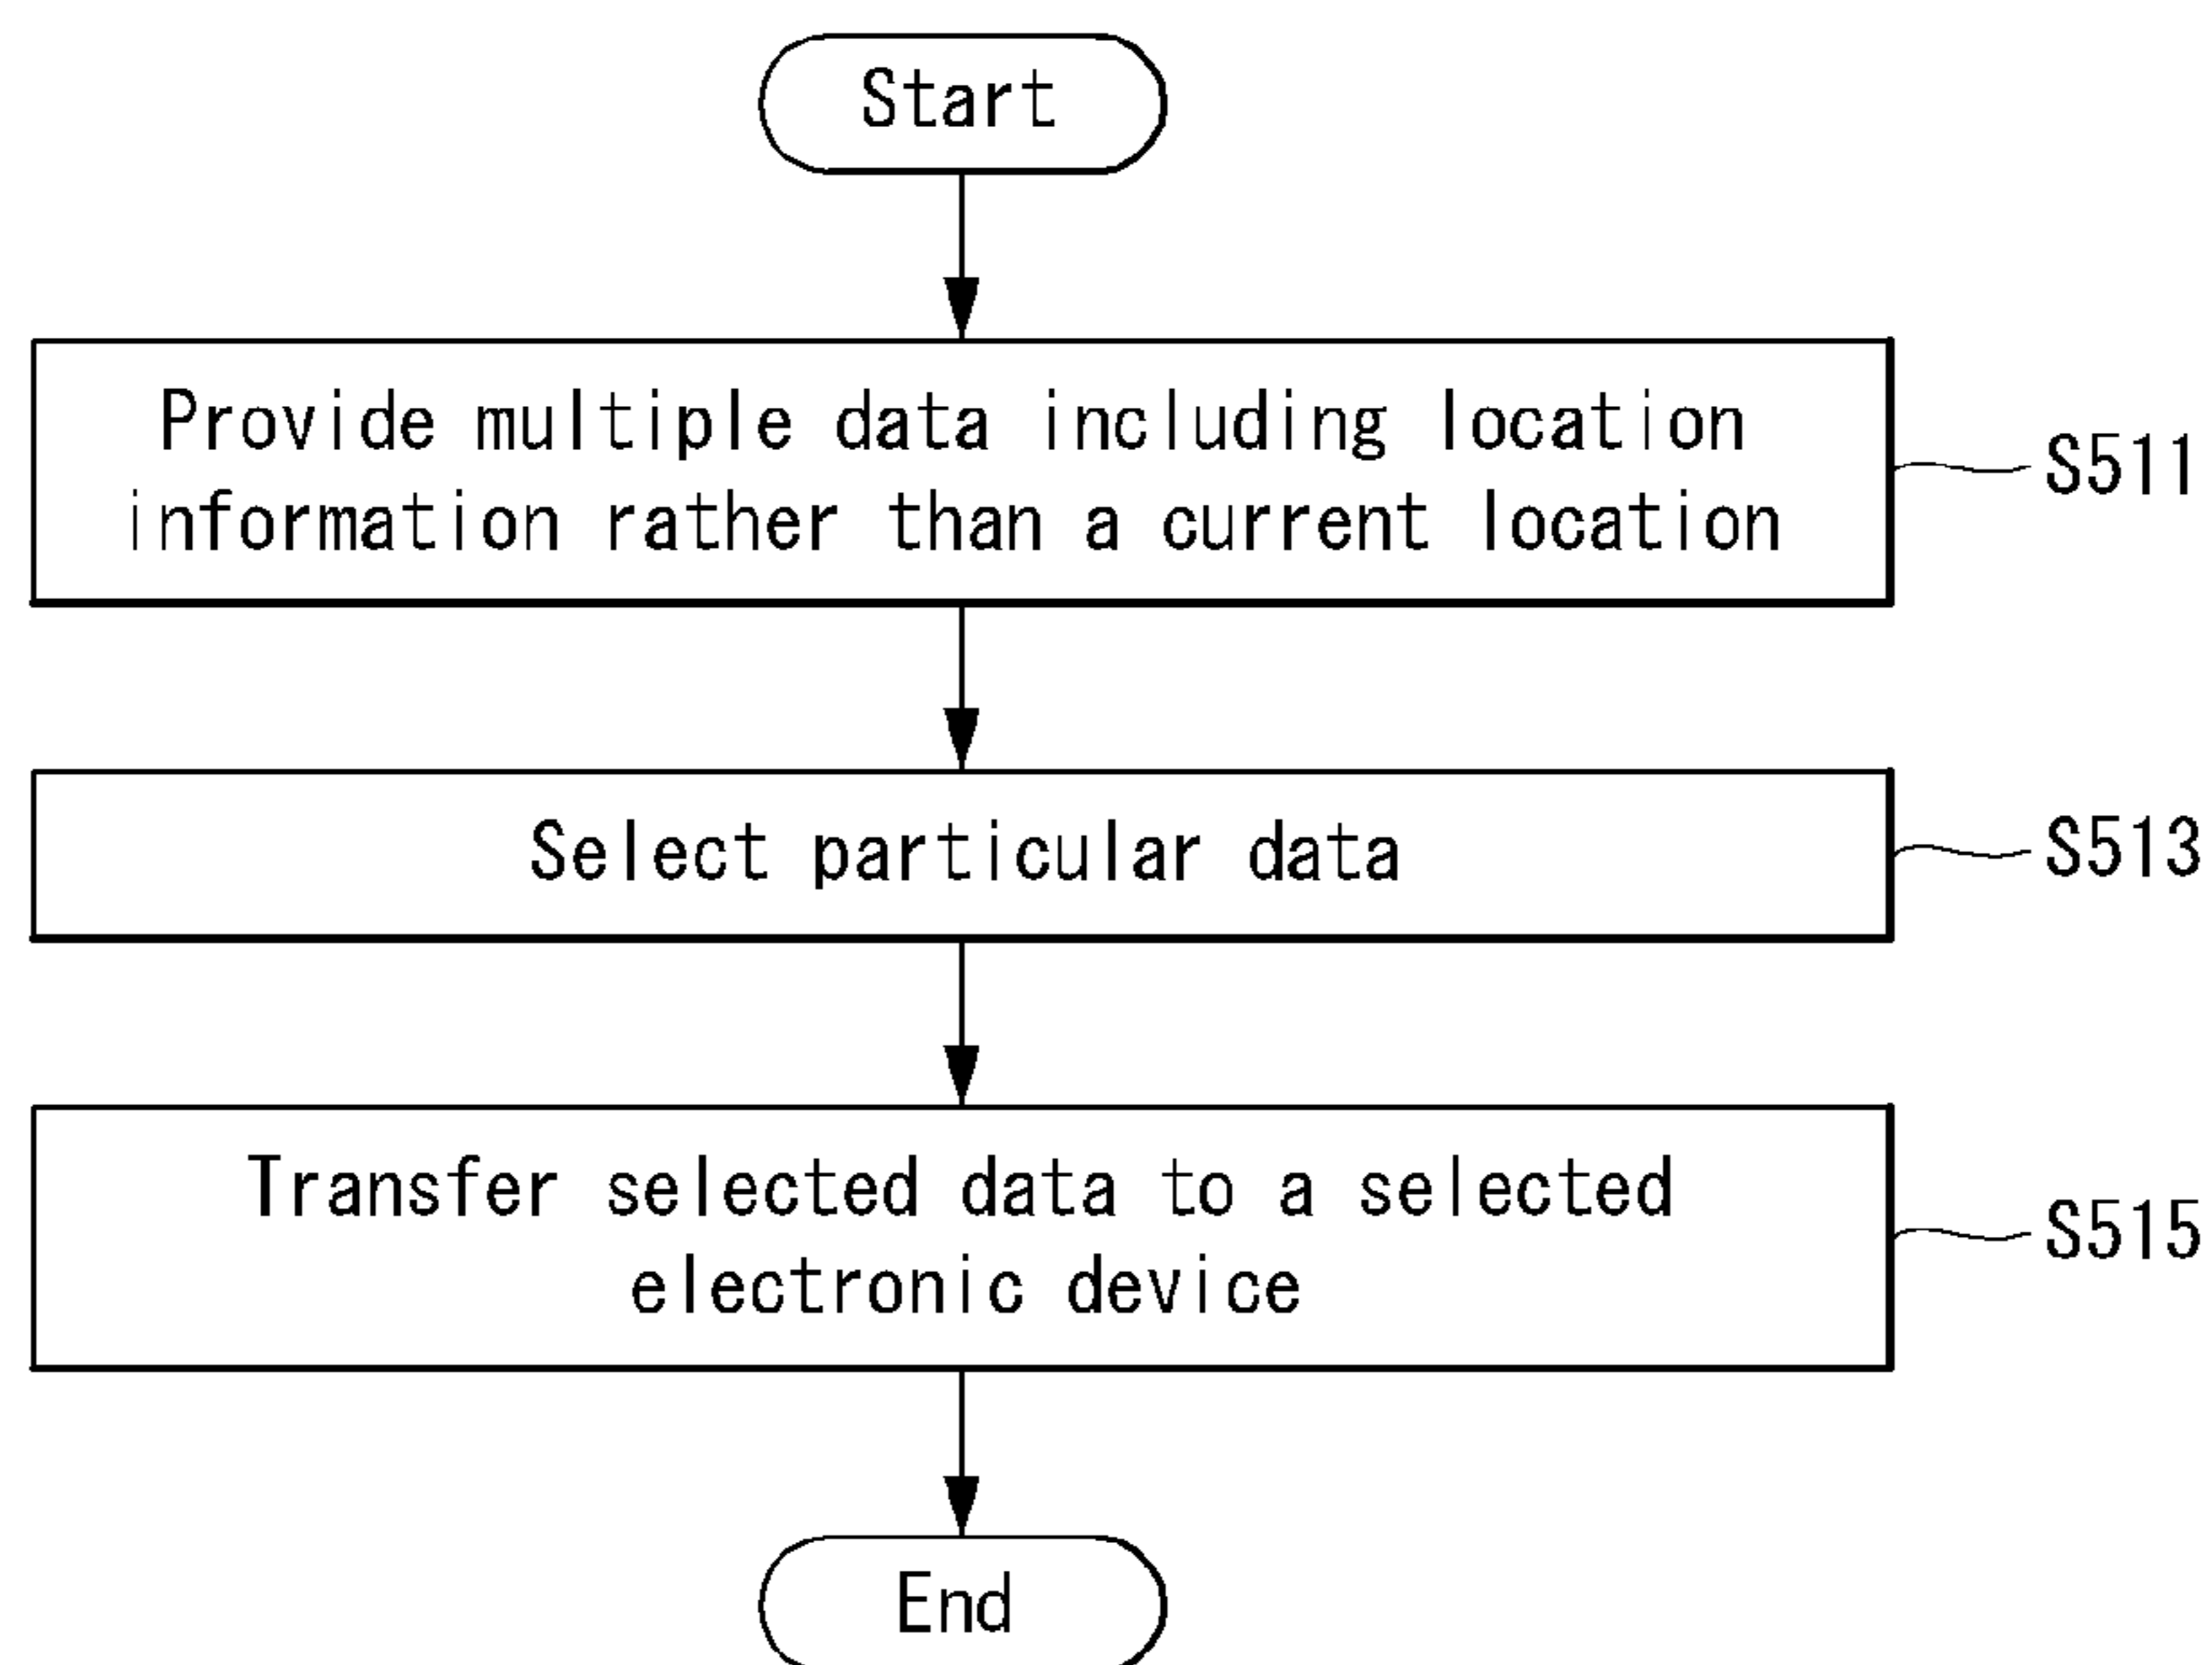 Start
Provide multiple data including location
information rather than a current location
S511
Select particular data
S513
Transfer selected data to a selected
electronic device
S515
End